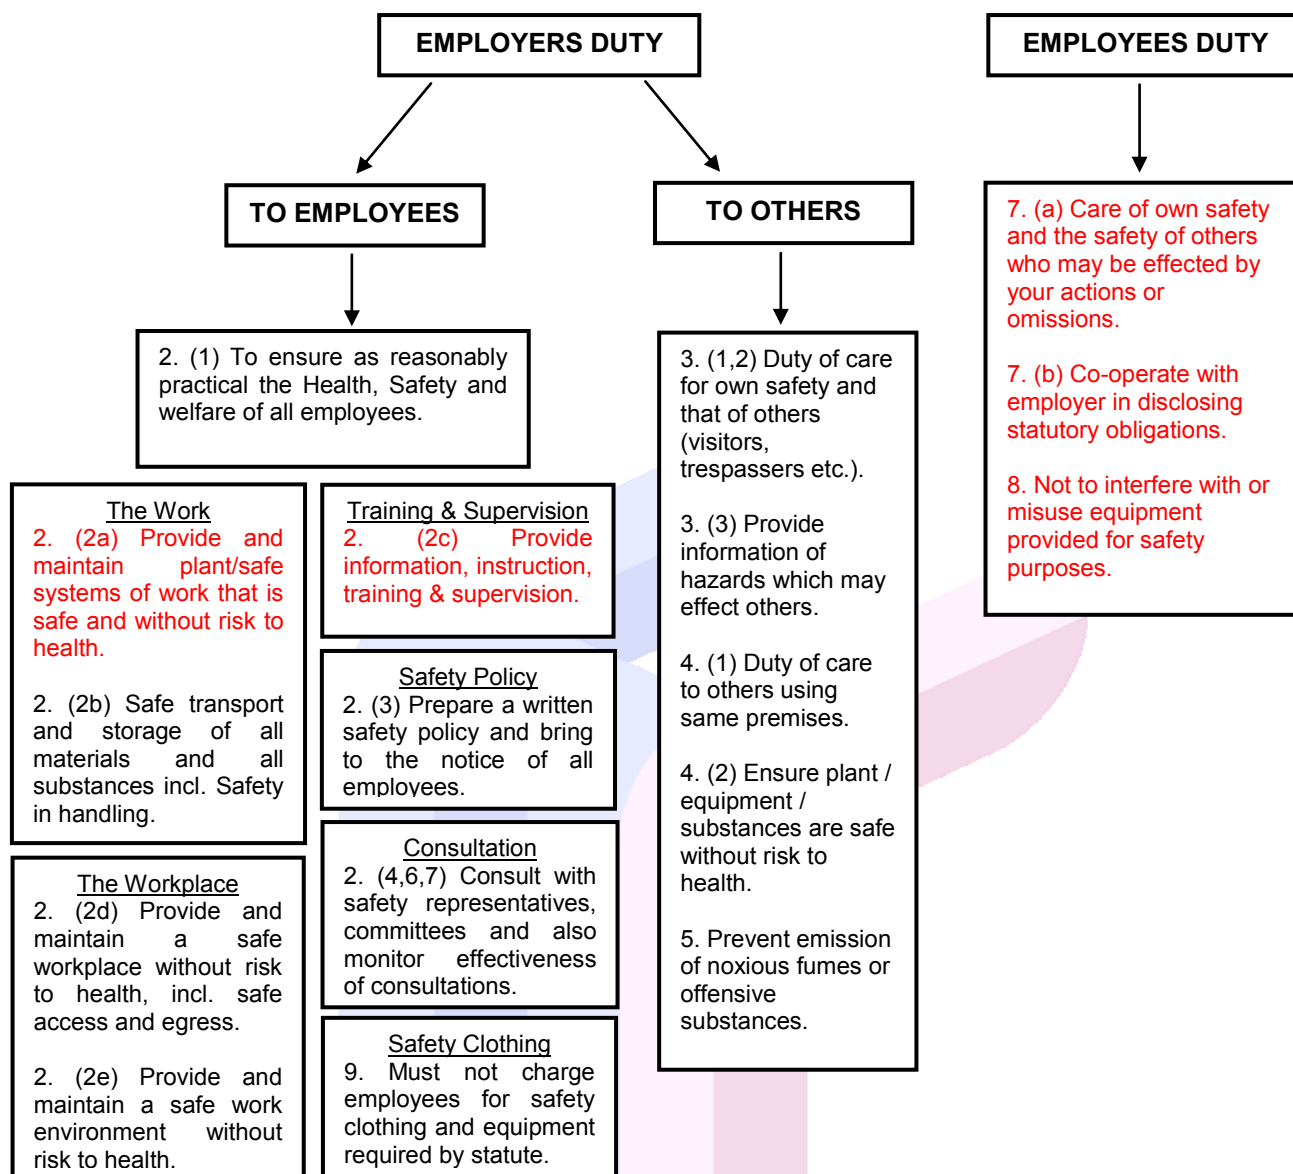 EMPLOYERS DUTY
EMPLOYEES DUTY
TO EMPLOYEES
TO OTHERS
2. (1) To ensure as reasonably
practical the Health, Safety and
welfare of all employees.
The Work
2. (2a) Provide and
maintain plant/safe
systems of work that is
safe and without risk to
health.
2. (2b) Safe transport
and storage of all
materials and all
substances incl. Safety
in handling.
The Workplace
2. (2d) Provide and
maintain a safe
workplace without risk
to health, incl. safe
access and egress.
2. (2e) Provide and
maintain a safe work
environment without
risk to health.
Training & Supervision
2. (2c) Provide
information, instruction,
training & supervision.
Safety Policy
2. (3) Prepare a written
safety policy and bring
to the notice of all
employees.
Consultation
2. (4,6,7) Consult with
safety representatives,
committees and also
monitor effectiveness
of consultations.
Safety Clothing
9. Must not charge
employees for safety
clothing and equipment
required by statute.
3. (1,2) Duty of care
for own safety and
that of others
(visitors,
trespassers etc.).
3. (3) Provide
information of
hazards which may
effect others.
4. (1) Duty of care
to others using
same premises.
4. (2) Ensure plant /
equipment /
substances are safe
without risk to
health.
5. Prevent emission
of noxious fumes or
offensive
substances.
7. (a) Care of own safety
and the safety of others
who may be effected by
your actions or
omissions.
7. (b) Co-operate with
employer in disclosing
statutory obligations.
8. Not to interfere with or
misuse equipment
provided for safety
purposes.